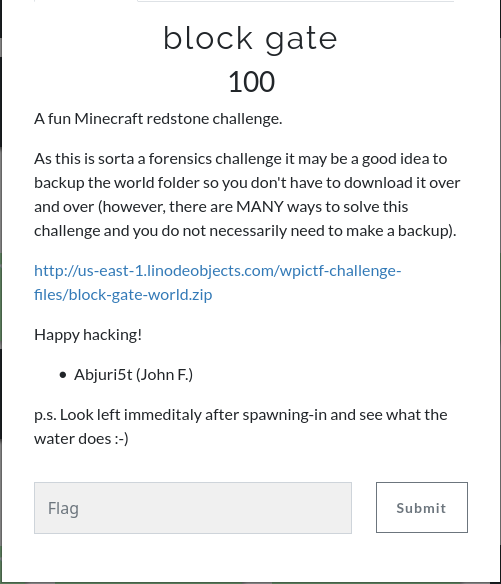 block gate
100
A fun Minecraft redstone challenge.
As this is sorta a forensics challenge it may be a good idea to
backup the world folder so you don't have to download it over
and over (however, there are MANY ways to solve this
challenge and you do not necessarily need to make a backup).
http://us-east-1.linodeobjects.com/wpictf-challenge-
files/block-gate-world.zip
Happy hacking!
• Abjuri5t (John F.)
p.s. Look left immeditaly after spawning-in and see what the
water does :-)
Flag
Submit